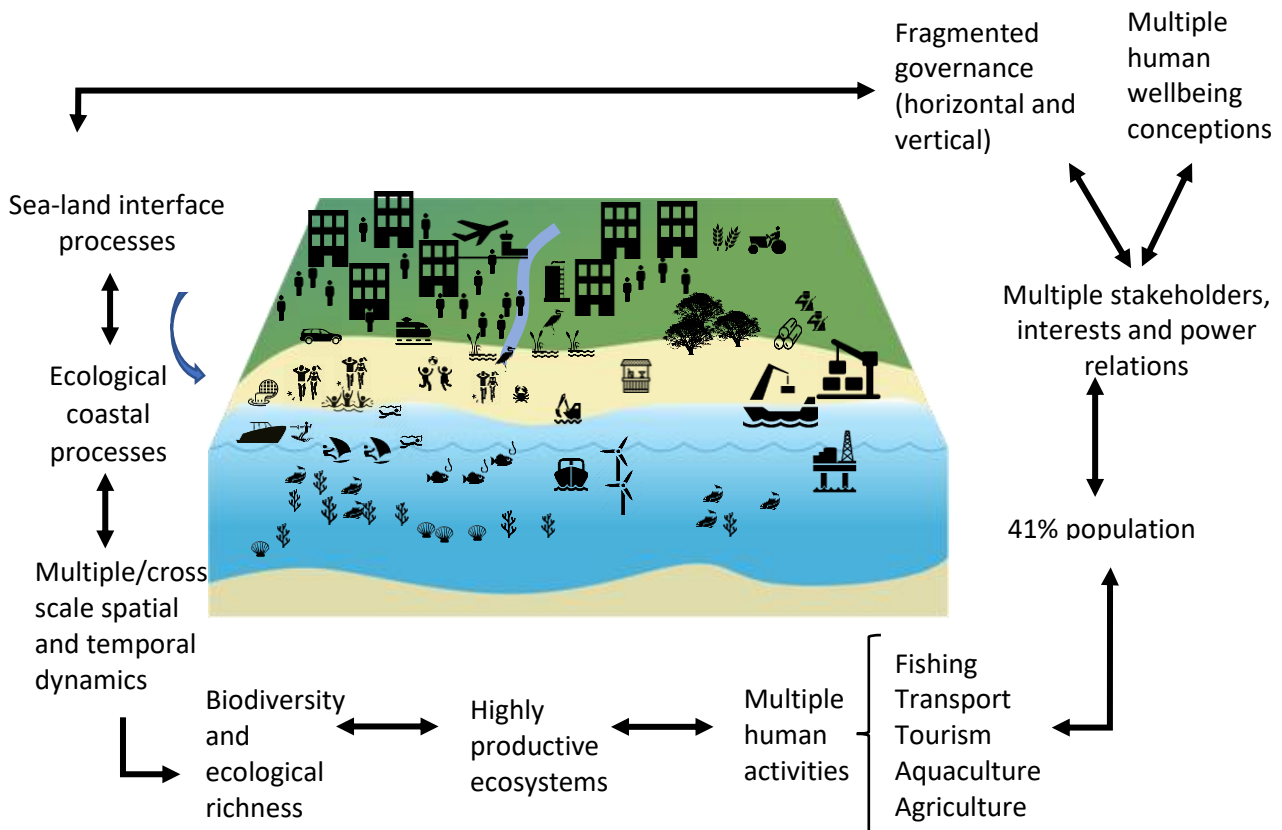 Fragmented
governance
(horizontal and
vertical)
Multiple
human
wellbeing
conceptions
Sea-land interface
processes
Ecological
coastal
processes
Multiple/cross
scale spatial
and temporal
dynamics
Biodiversity
and
ecological
richness
Highly
productive
ecosystems
Multiple
human
activities
Fishing
Transport
Tourism
Aquaculture
Agriculture
41% population
Multiple stakeholders,
interests and power
relations